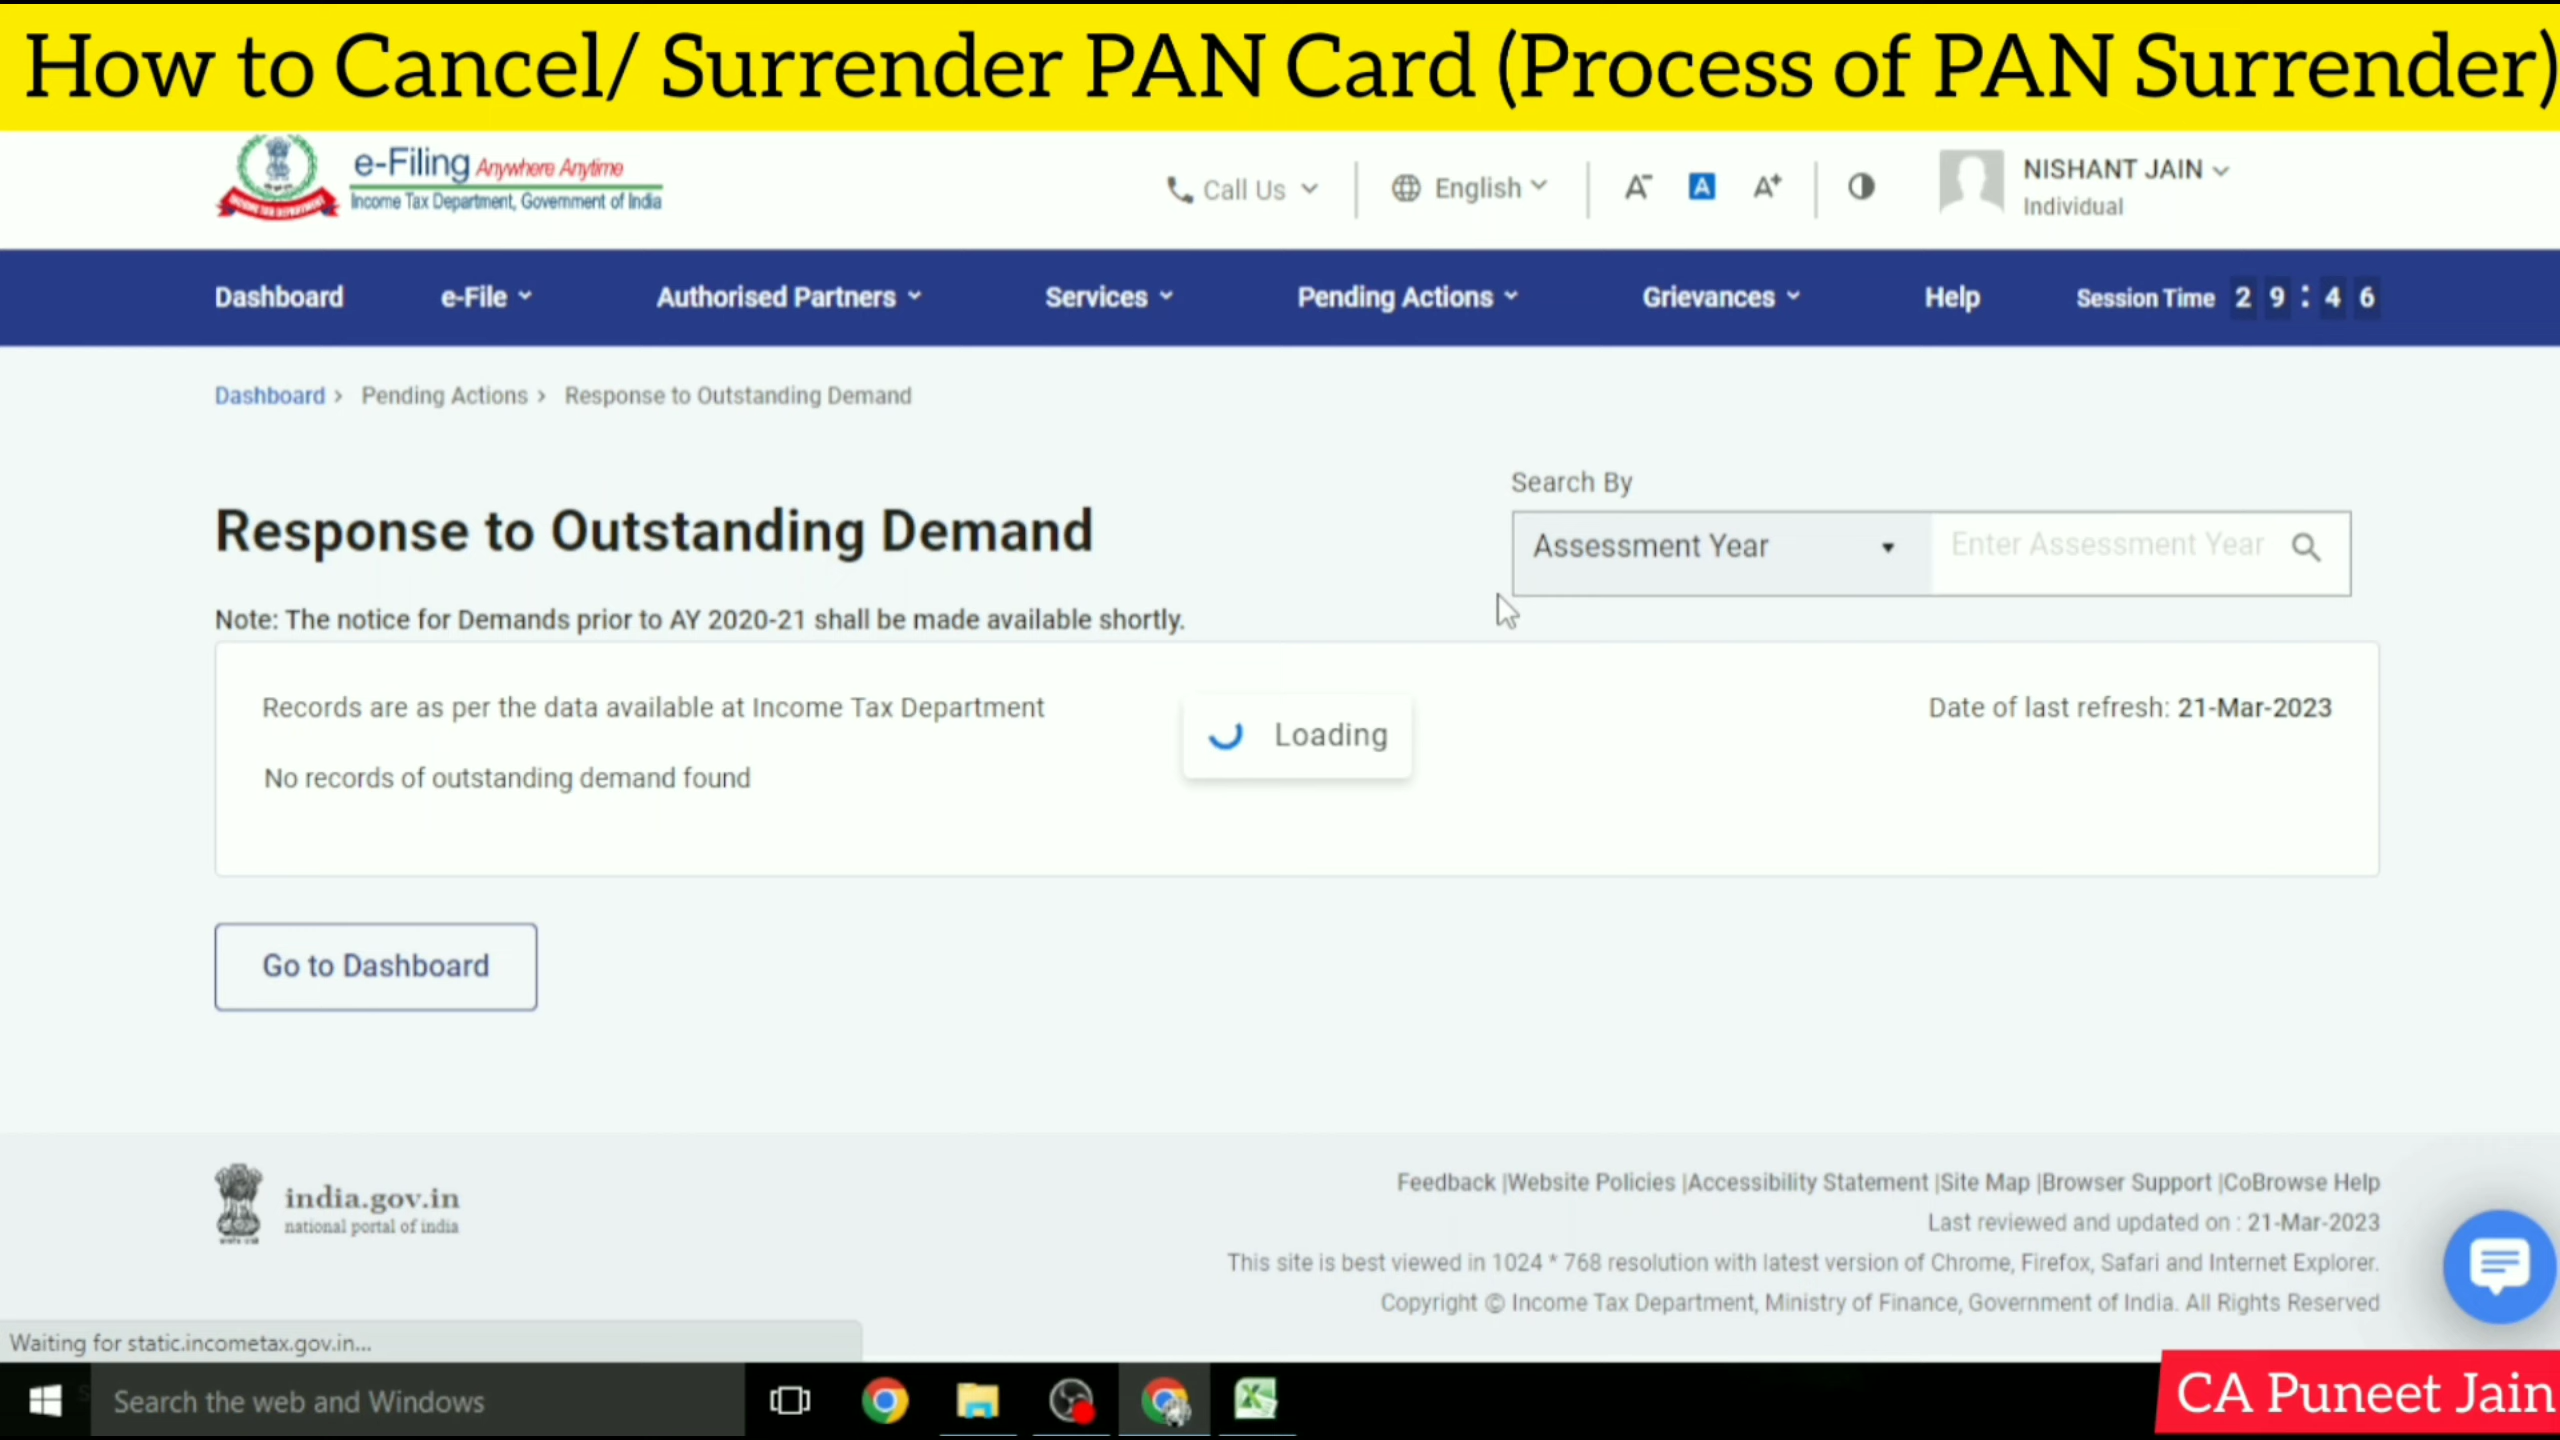 How to Cancel/ Surrender PAN Card (Process of PAN Surrender)
e-Filing Anywhere Anytime
Income Tax Department, Government of India
Call Us
English
A-
A
A+
NISHANT JAIN
Individual
Dashboard
e-File
Authorised Partners
Services
Pending Actions
Grievances
Help
Session Time 29:46
Dashboard > Pending Actions > Response to Outstanding Demand
Search By
Response to Outstanding Demand
Assessment Year
Enter Assessment Year
Note: The notice for Demands prior to AY 2020-21 shall be made available shortly.
Records are as per the data available at Income Tax Department
Date of last refresh: 21-Mar-2023
Loading
No records of outstanding demand found
Go to Dashboard
india.gov.in
national portal of india
Feedback |Website Policies |Accessibility Statement |Site Map |Browser Support |CoBrowse Help
Last reviewed and updated on : 21-Mar-2023
This site is best viewed in 1024 * 768 resolution with latest version of Chrome, Firefox, Safari and Internet Explorer.
Copyright © Income Tax Department, Ministry of Finance, Government of India. All Rights Reserved
Waiting for static.incometax.gov.in...
Search the web and Windows
CA Puneet Jain